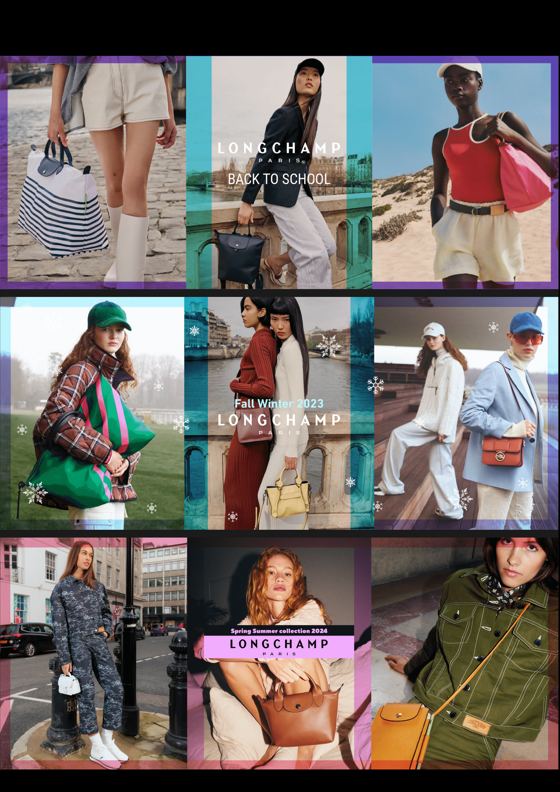 LONGCHAMP
PARIS
BACK TO SCHOOL
Fall Winter 2023
LONGCHAMP
PARIS
Spring Summer collection 2024
LONGCHAMP
PARIS